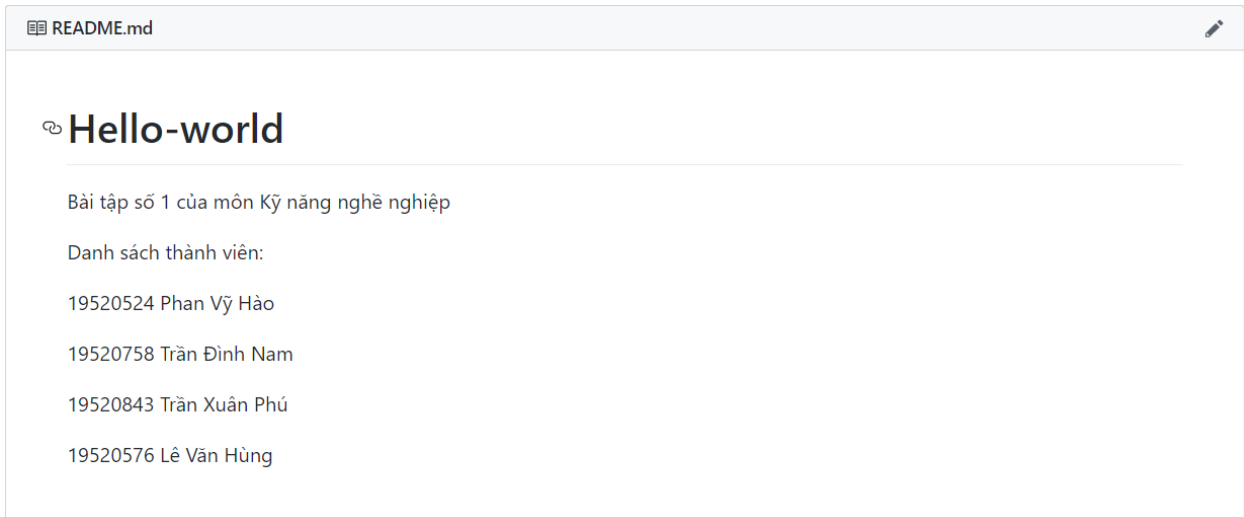 README.md
Hello-world
Bài tập số 1 của môn Kỹ năng nghề nghiệp
Danh sách thành viên:
19520524 Phan Vỹ Hào
19520758 Trần Đình Nam
19520843 Trần Xuân Phú
19520576 Lê Văn Hùng